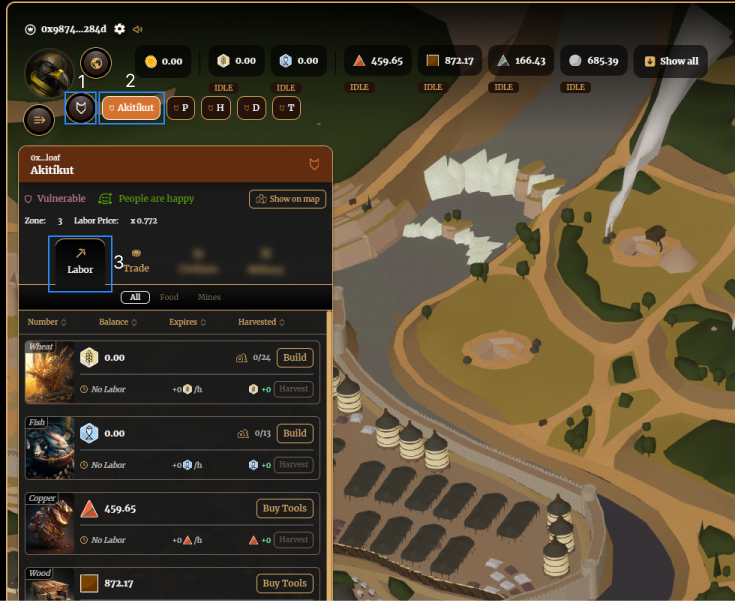 0x9874...284d
0.00 0.00 0.00 459.65 872.17 166.43 685.39 Show all
IDLE IDLE IDLE IDLE IDLE IDLE
1 2
Akitíkut P H D T
0x...loaf
Akitíkut
Vulnerable People are happy Show on map
Zone: 3 Labor Price: x 0.772
Labor 3 Trade
All Food Mines
Number Balance Expires Harvested
Wheat
0.00 0/24 Build
No Labor +0 /h +0 Harvest
Fish
0.00 0/13 Build
No Labor +0 /h +0 Harvest
Copper
459.65 Buy Tools
No Labor +0 /h +0 Harvest
Wood
872.17 Buy Tools